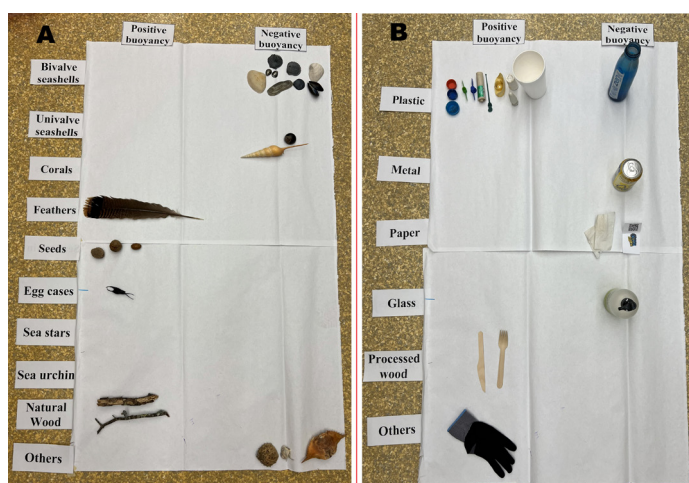 A
Positive
buoyancy
Negative
buoyancy
Bivalve
seashells
Univalve
seashells
Corals
Feathers
Seeds
Egg cases
Sea stars
Sea urchin
Natural
Wood
Others
B
Positive
buoyancy
Negative
buoyancy
Plastic
Metal
Paper
Glass
Processed
wood
Others